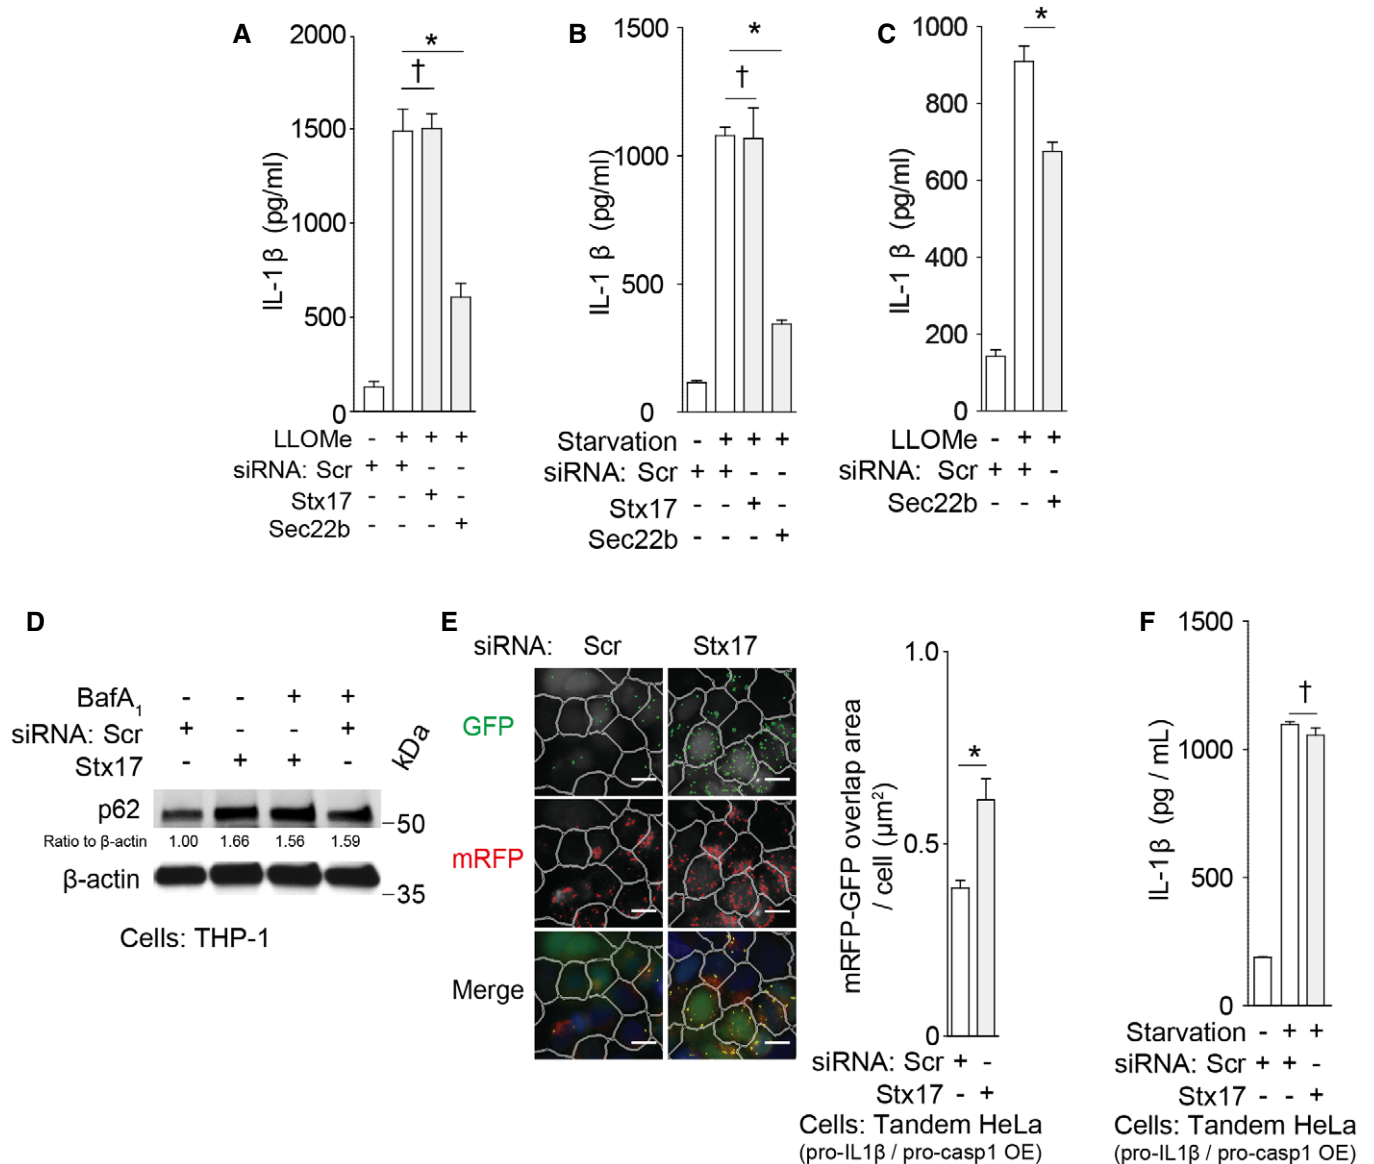 A
2000
1500
1000
500
0
IL-1 β (pg/ml)
*
†
LLOMe - + + +
siRNA: Scr + + - -
Stx17 - - + -
Sec22b - - - +
B
1500
1000
500
0
IL-1 β (pg/ml)
*
†
Starvation - + + +
siRNA: Scr + + - -
Stx17 - - + -
Sec22b - - - +
C
1000
800
600
400
200
0
IL-1 β (pg/ml)
*
LLOMe - + +
siRNA: Scr + + -
Sec22b - - +
D
BafA1 - - + +
siRNA: Scr + - - +
Stx17 - + + -
kDa
p62
-50
Ratio to β-actin 1.00 1.66 1.56 1.59
β-actin
-35
Cells: THP-1
E
siRNA: Scr Stx17
GFP
mRFP
Merge
1.0
0.5
0
mRFP-GFP overlap area
/ cell (μm2)
*
siRNA: Scr + -
Stx17 - +
Cells: Tandem HeLa
(pro-IL1β / pro-casp1 OE)
F
1500
1000
500
0
IL-1β (pg / mL)
†
Starvation - + +
siRNA: Scr + + -
Stx17 - - +
Cells: Tandem HeLa
(pro-IL1β / pro-casp1 OE)